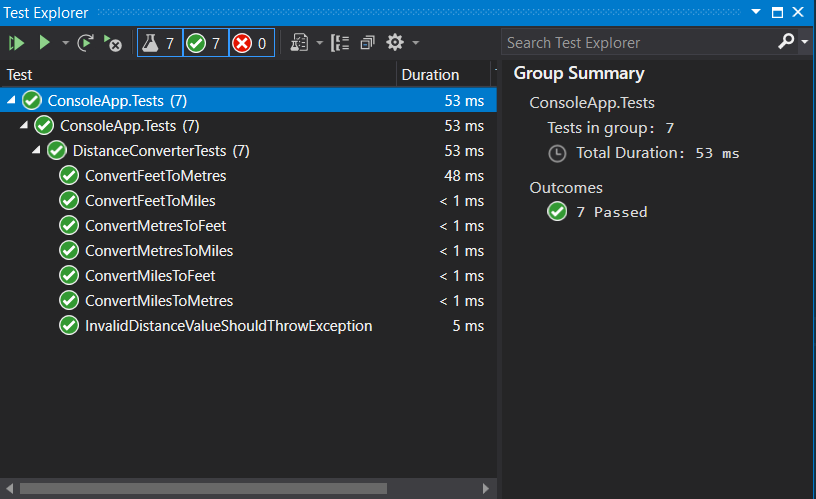 Test Explorer
7 7 0
Search Test Explorer
Test Duration
ConsoleApp.Tests (7) 53 ms
ConsoleApp.Tests (7) 53 ms
DistanceConverterTests (7) 53 ms
ConvertFeetToMetres 48 ms
ConvertFeetToMiles < 1 ms
ConvertMetresToFeet < 1 ms
ConvertMetresToMiles < 1 ms
ConvertMilesToFeet < 1 ms
ConvertMilesToMetres < 1 ms
InvalidDistanceValueShouldThrowException 5 ms
Group Summary
ConsoleApp.Tests
Tests in group: 7
Total Duration: 53 ms
Outcomes
7 Passed